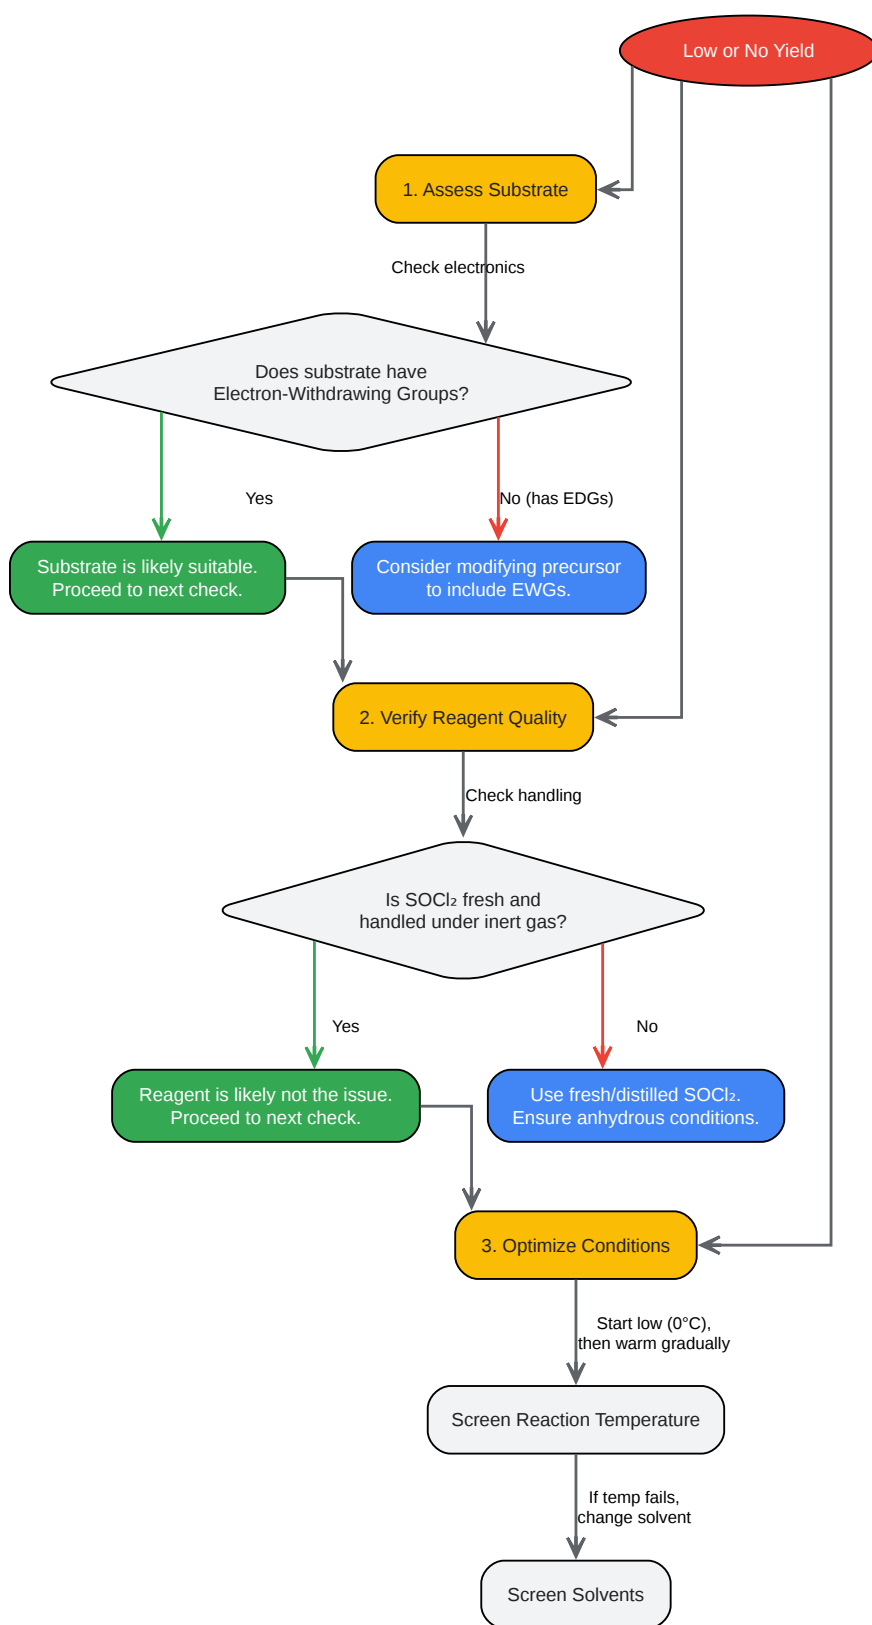 Low or No Yield
1. Assess Substrate
Check electronics
Does substrate have
Electron-Withdrawing Groups?
Yes
No (has EDGs)
Substrate is likely suitable.
Proceed to next check.
Consider modifying precursor
to include EWGs.
2. Verify Reagent Quality
Check handling
Is SOCl₂ fresh and
handled under inert gas?
Yes
No
Reagent is likely not the issue.
Proceed to next check.
Use fresh/distilled SOCl₂.
Ensure anhydrous conditions.
3. Optimize Conditions
Start low (0°C),
then warm gradually
Screen Reaction Temperature
If temp fails,
change solvent
Screen Solvents